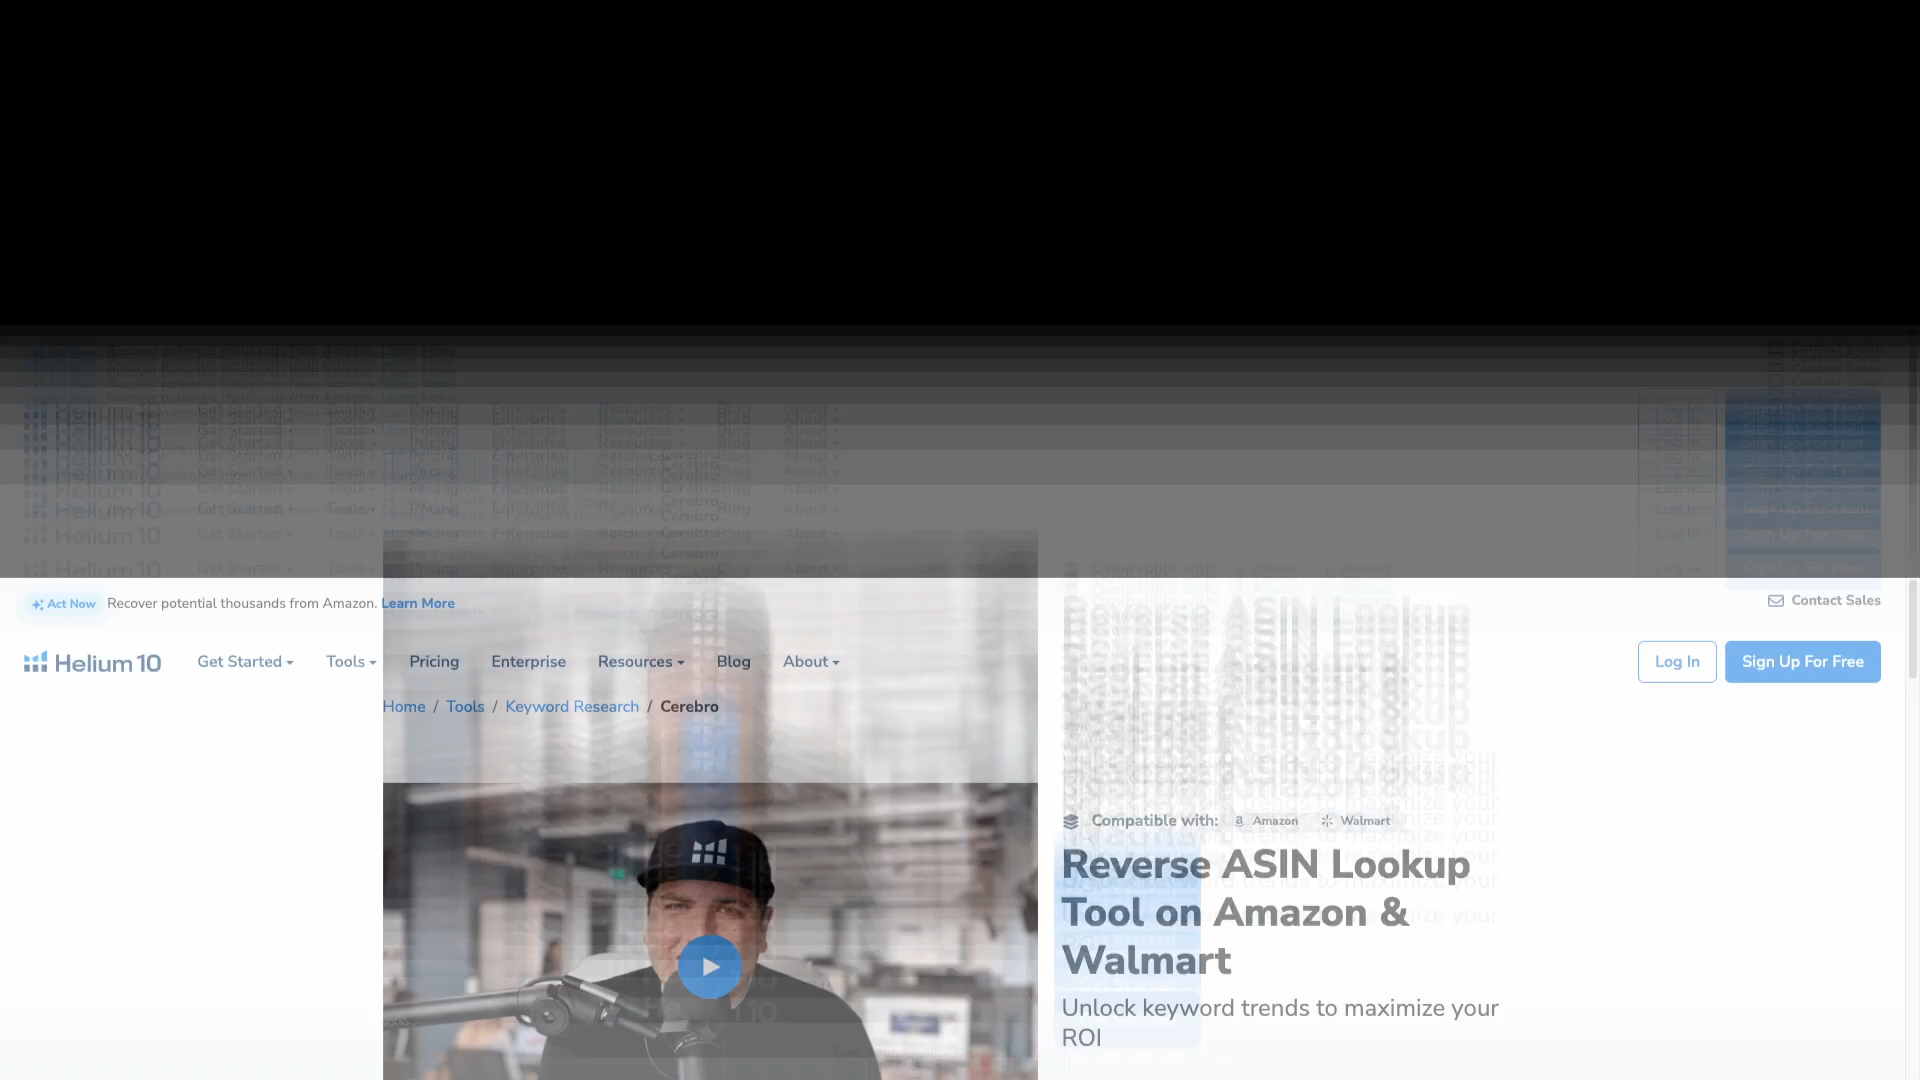 Act Now Recover potential thousands from Amazon. Learn More
Contact Sales
Helium 10 Get Started Tools Pricing Enterprise Resources Blog About Log In Sign Up For Free
Home / Tools / Keyword Research / Cerebro
Compatible with: Amazon Walmart
Reverse ASIN Lookup
Tool on Amazon &
Walmart
Unlock keyword trends to maximize your
ROI